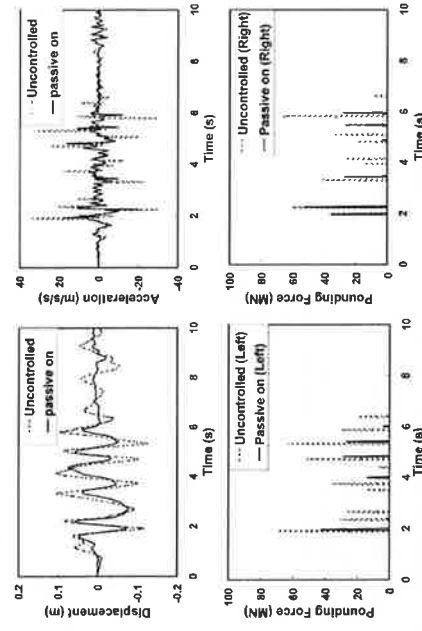 0.2
0.1
0.0
-0.1
-0.2
Displacement (m)
Uncontrolled
passive on
0 2 4 6 8 10
Time (s)
40
20
0
-20
-40
Acceleration (m/s/s)
Uncontrolled
passive on
0 2 4 6 8 10
Time (s)
100
80
60
40
20
0
Pounding Force (MN)
Uncontrolled (Left)
Passive on (Left)
0 2 4 6 8 10
Time (s)
100
80
60
40
20
0
Pounding Force (MN)
Uncontrolled (Right)
Passive on (Right)
0 2 4 6 8 10
Time (s)